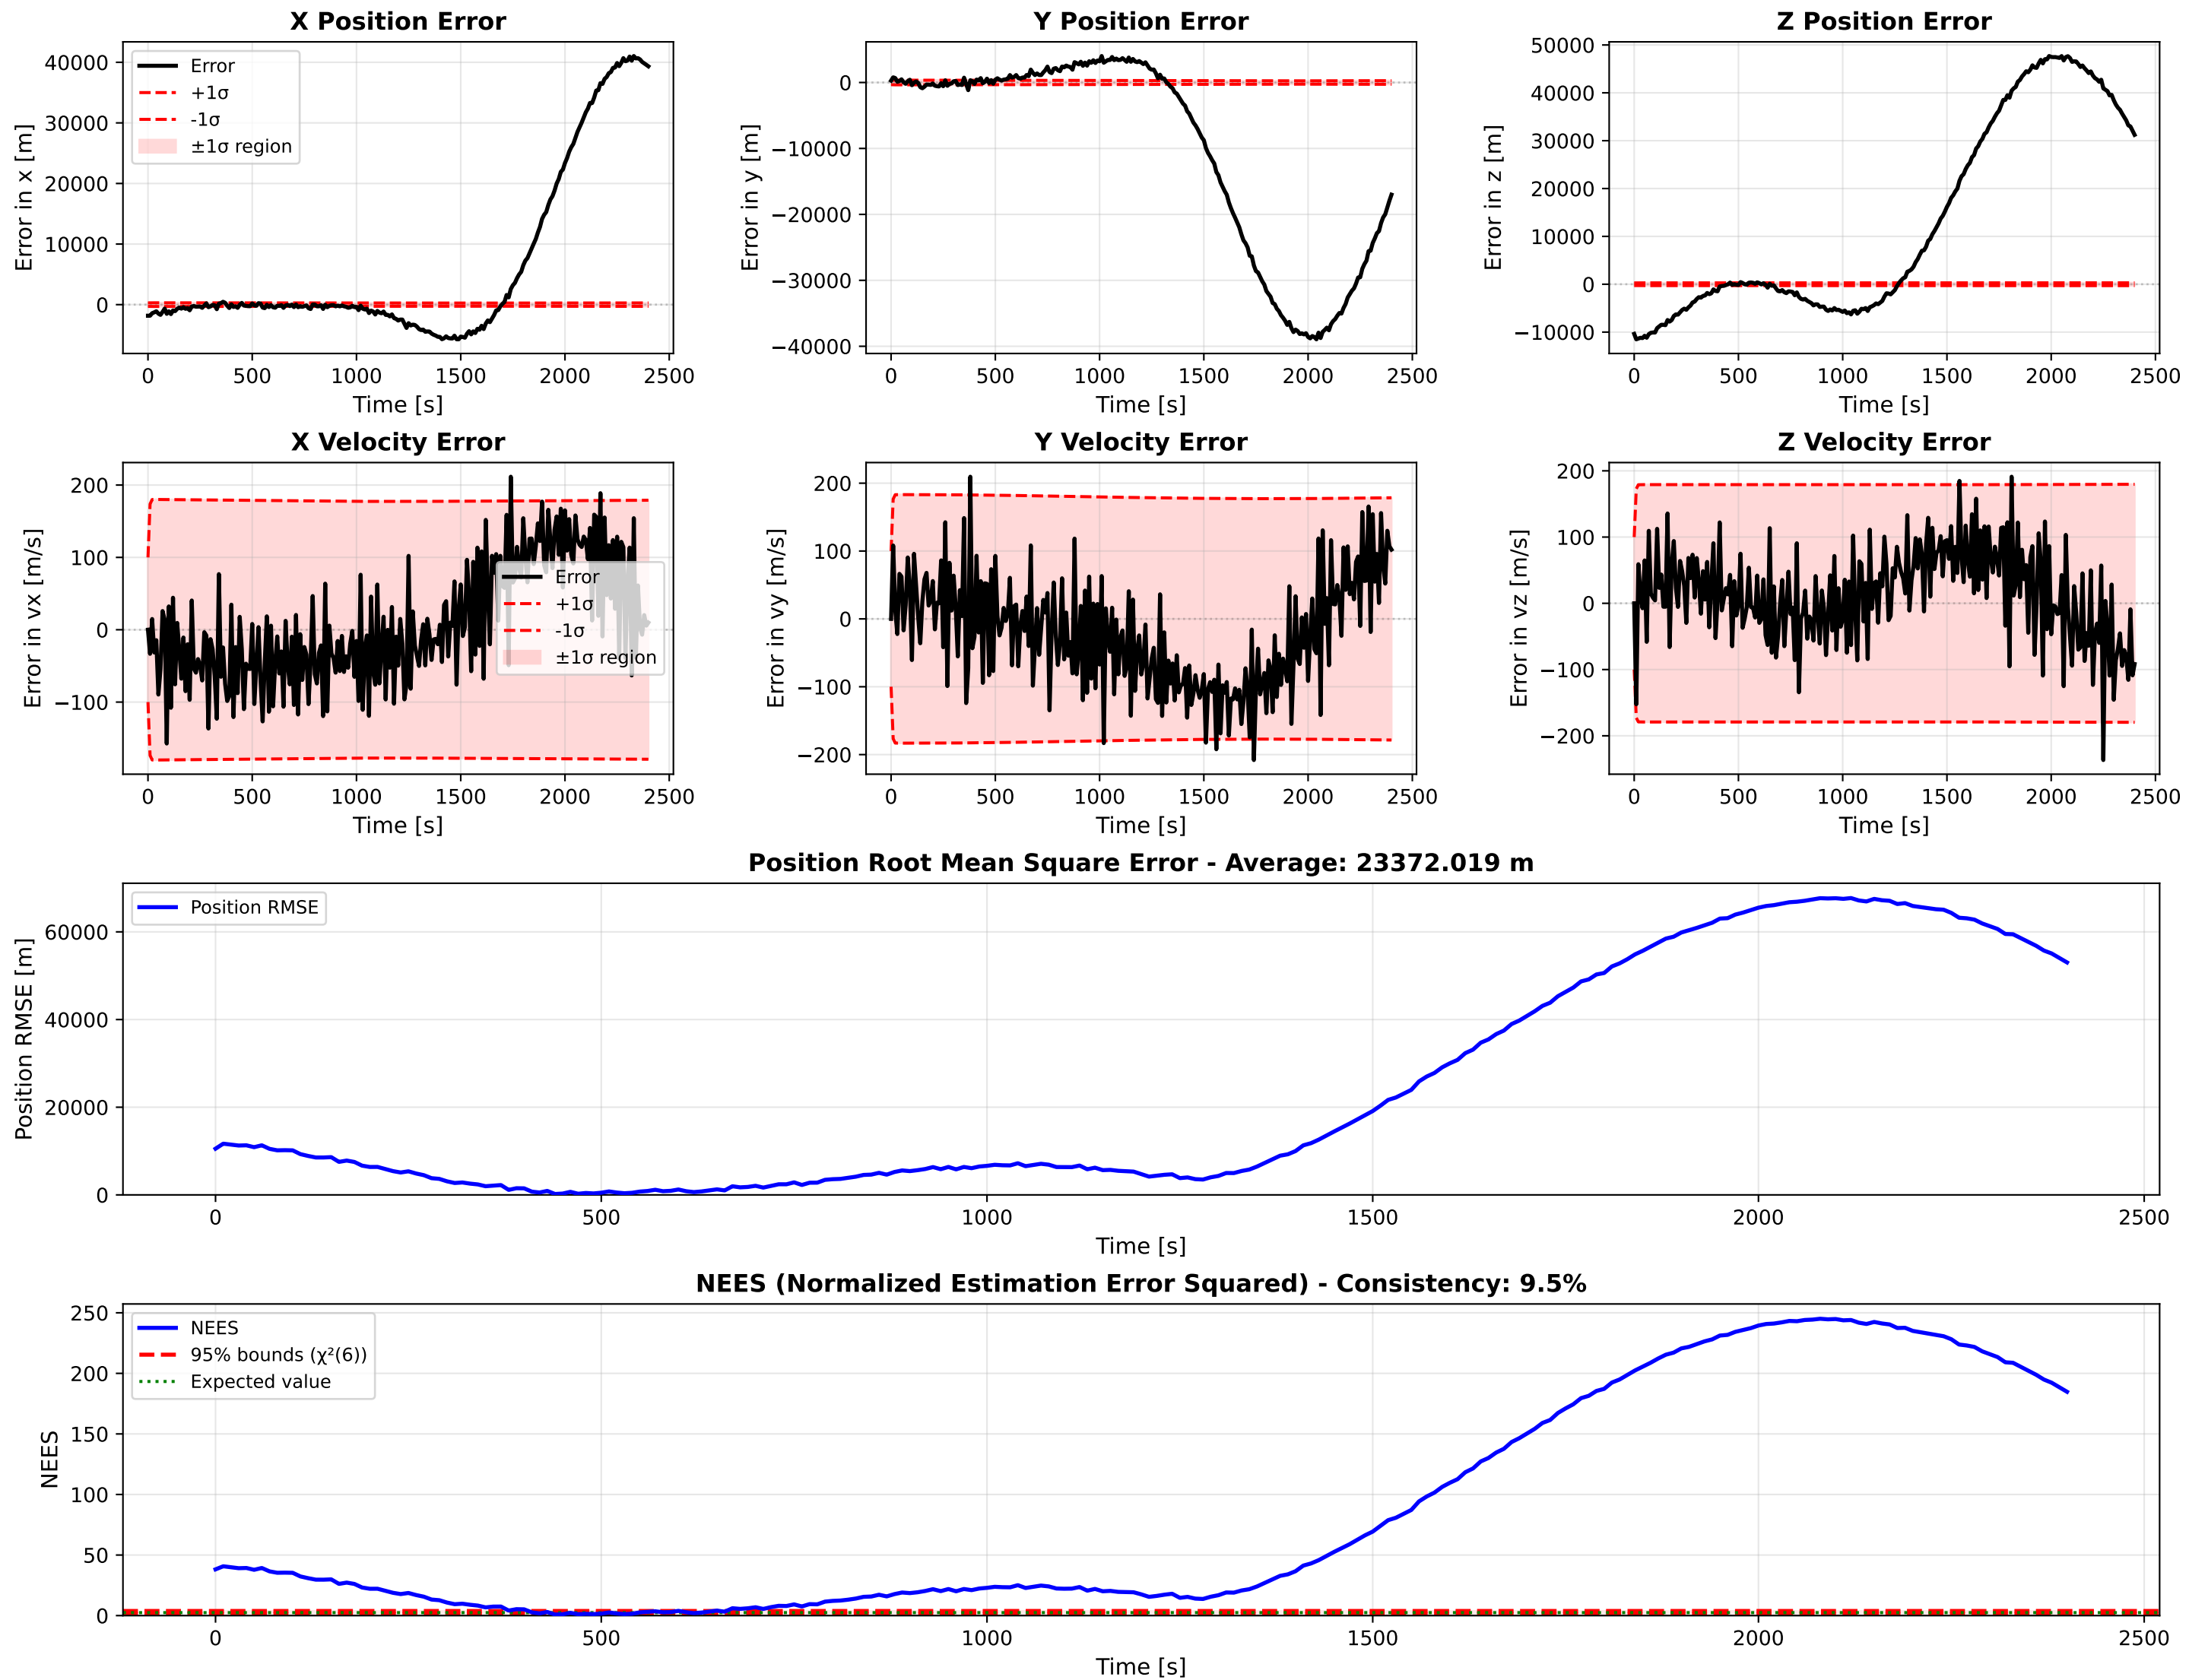 X Position Error
Y Position Error
Z Position Error
Error in x [m]
40000
30000
20000
10000
0
Error
+1σ
-1σ
±1σ region
0 500 1000 1500 2000 2500
Time [s]
Error in y [m]
0
−10000
−20000
−30000
−40000
0 500 1000 1500 2000 2500
Time [s]
Error in z [m]
50000
40000
30000
20000
10000
0
−10000
0 500 1000 1500 2000 2500
Time [s]
X Velocity Error
Y Velocity Error
Z Velocity Error
Error in vx [m/s]
200
100
0
−100
Error
+1σ
-1σ
±1σ region
0 500 1000 1500 2000 2500
Time [s]
Error in vy [m/s]
200
100
0
−100
−200
0 500 1000 1500 2000 2500
Time [s]
Error in vz [m/s]
200
100
0
−100
−200
0 500 1000 1500 2000 2500
Time [s]
Position Root Mean Square Error - Average: 23372.019 m
Position RMSE [m]
60000
40000
20000
0
Position RMSE
0 500 1000 1500 2000 2500
Time [s]
NEES (Normalized Estimation Error Squared) - Consistency: 9.5%
NEES
250
200
150
100
50
0
NEES
95% bounds (χ²(6))
Expected value
0 500 1000 1500 2000 2500
Time [s]